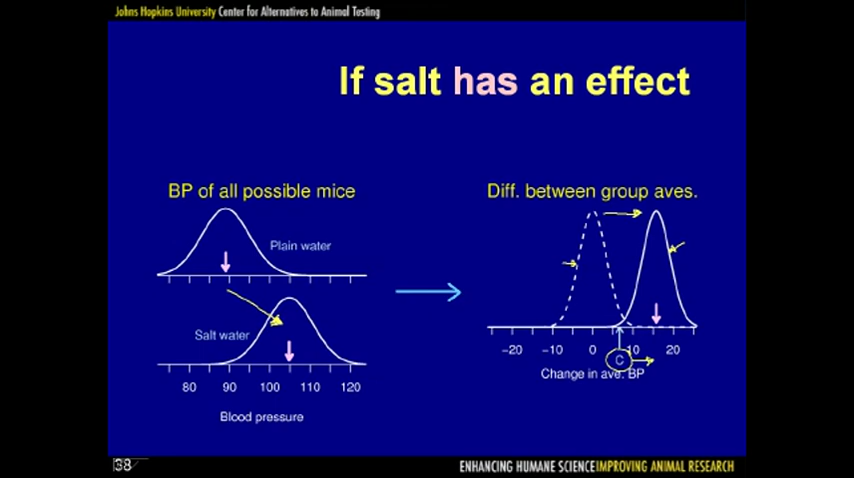 Johns Hopkins University Center for Alternatives to Animal Testing
If salt has an effect
BP of all possible mice
Plain water
Salt water
80 90 100 110 120
Blood pressure
Diff. between group aves.
−20 −10 0 10 20
C
Change in ave. BP
38
ENHANCING HUMANE SCIENCE IMPROVING ANIMAL RESEARCH